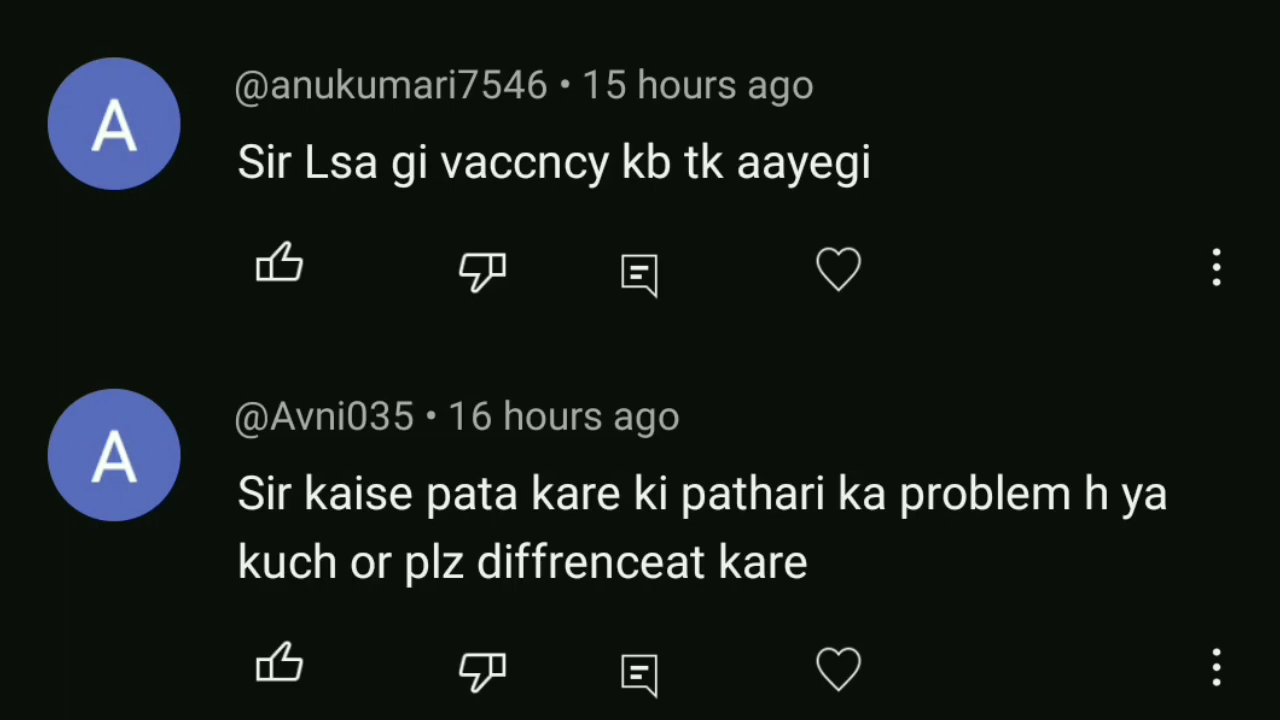 A
@anukumari7546 • 15 hours ago
Sir Lsa gi vaccncy kb tk aayegi
A
@Avni035 • 16 hours ago
Sir kaise pata kare ki pathari ka problem h ya
kuch or plz diffrenceat kare